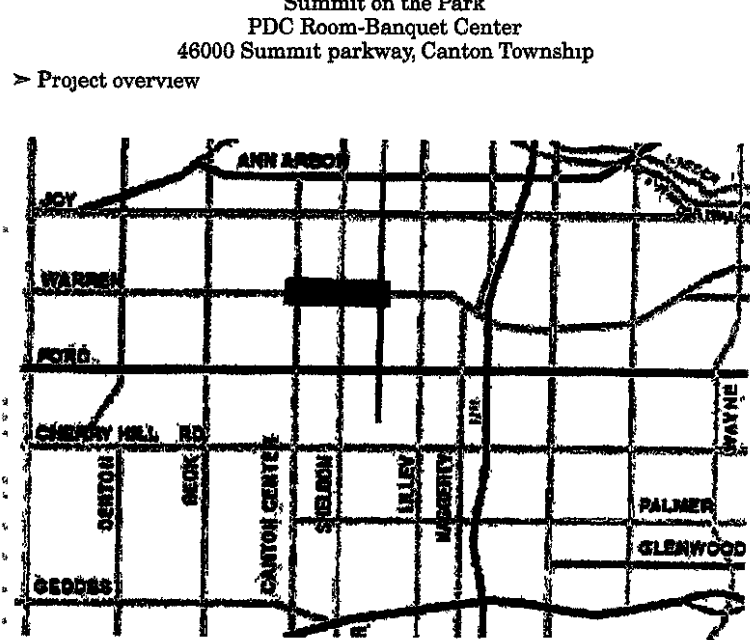 Summit on the Park
PDC Room-Banquet Center
46000 Summit parkway, Canton Township
➢ Project overview
ANN ARBOR
JOY
WARREN
FORD
CHERRY HILL RD
WAYNE
DENTON
BECK
CANTON CENTER
SHELDON
LILLEY
HAGGERTY
PALMER
GLENWOOD
GEDDES